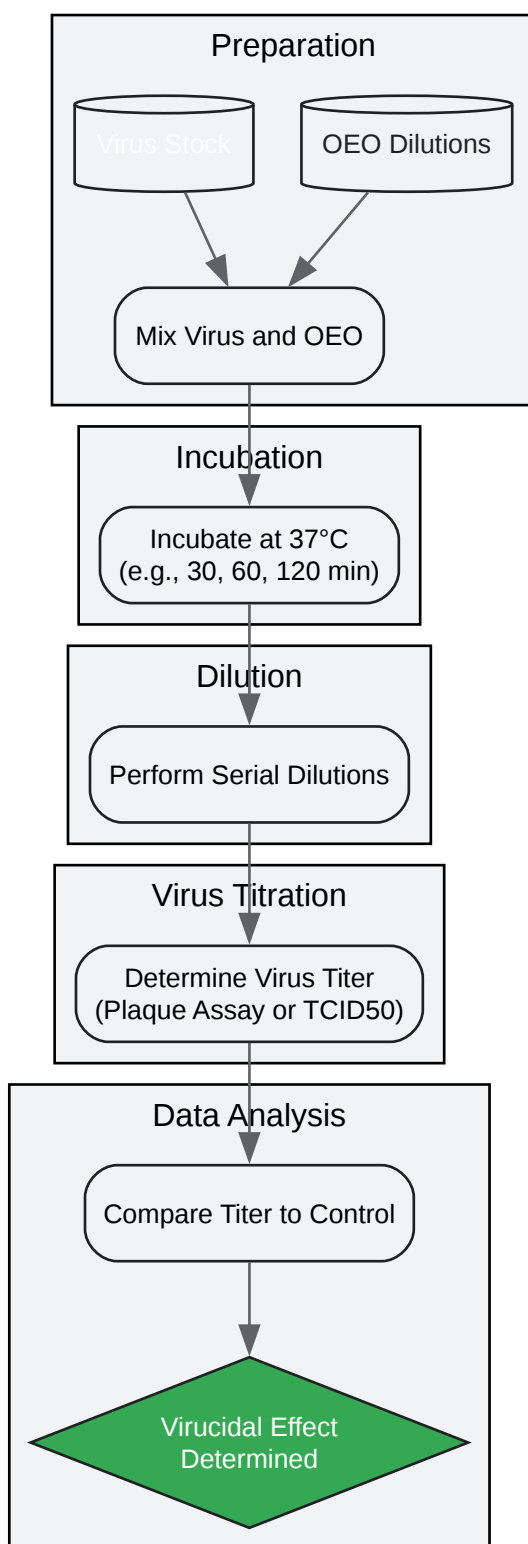 Preparation
Virus Stock
OEO Dilutions
Mix Virus and OEO
Incubation
Incubate at 37°C
(e.g., 30, 60, 120 min)
Dilution
Perform Serial Dilutions
Virus Titration
Determine Virus Titer
(Plaque Assay or TCID50)
Data Analysis
Compare Titer to Control
Virucidal Effect
Determined